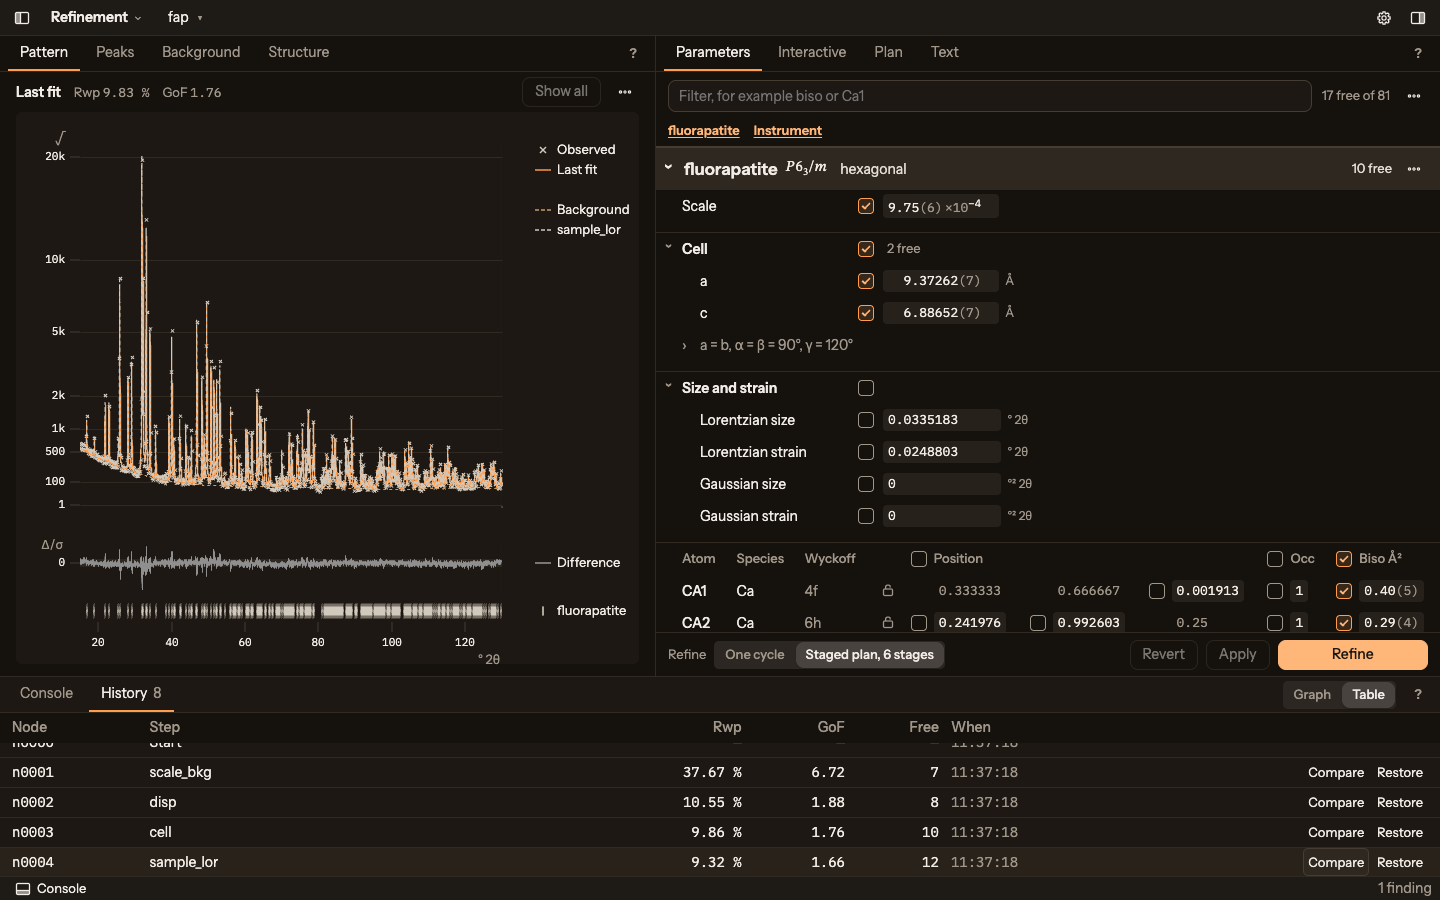 Refinement fap
Pattern Peaks Background Structure ?
Last fit Rwp 9.83 % GoF 1.76 Show all
√
20k
10k
5k
2k
1k
500
100
1
Δ/σ
0
20 40 60 80 100 120
°2θ
Observed
Last fit
Background
sample_lor
Difference
fluorapatite
Parameters Interactive Plan Text ?
Filter, for example biso or Ca1 17 free of 81
fluorapatite Instrument
fluorapatite P6₃/m hexagonal 10 free
Scale 9.75(6) ×10⁻⁴
Cell 2 free
a 9.37262(7) Å
c 6.88652(7) Å
a = b, α = β = 90°, γ = 120°
Size and strain
Lorentzian size 0.0335183 °2θ
Lorentzian strain 0.0248803 °2θ
Gaussian size 0 °²2θ
Gaussian strain 0 °²2θ
Atom Species Wyckoff Position Occ Biso Å²
CA1 Ca 4f 0.333333 0.666667 0.001913 1 0.40(5)
CA2 Ca 6h 0.241976 0.992603 0.25 1 0.29(4)
Refine One cycle Staged plan, 6 stages Revert Apply Refine
Console History 8 Graph Table ?
Node Step Rwp GoF Free When
n0000 Start — — — 11:37:18
n0001 scale_bkg 37.67 % 6.72 7 11:37:18 Compare Restore
n0002 disp 10.55 % 1.88 8 11:37:18 Compare Restore
n0003 cell 9.86 % 1.76 10 11:37:18 Compare Restore
n0004 sample_lor 9.32 % 1.66 12 11:37:18 Compare Restore
Console 1 finding